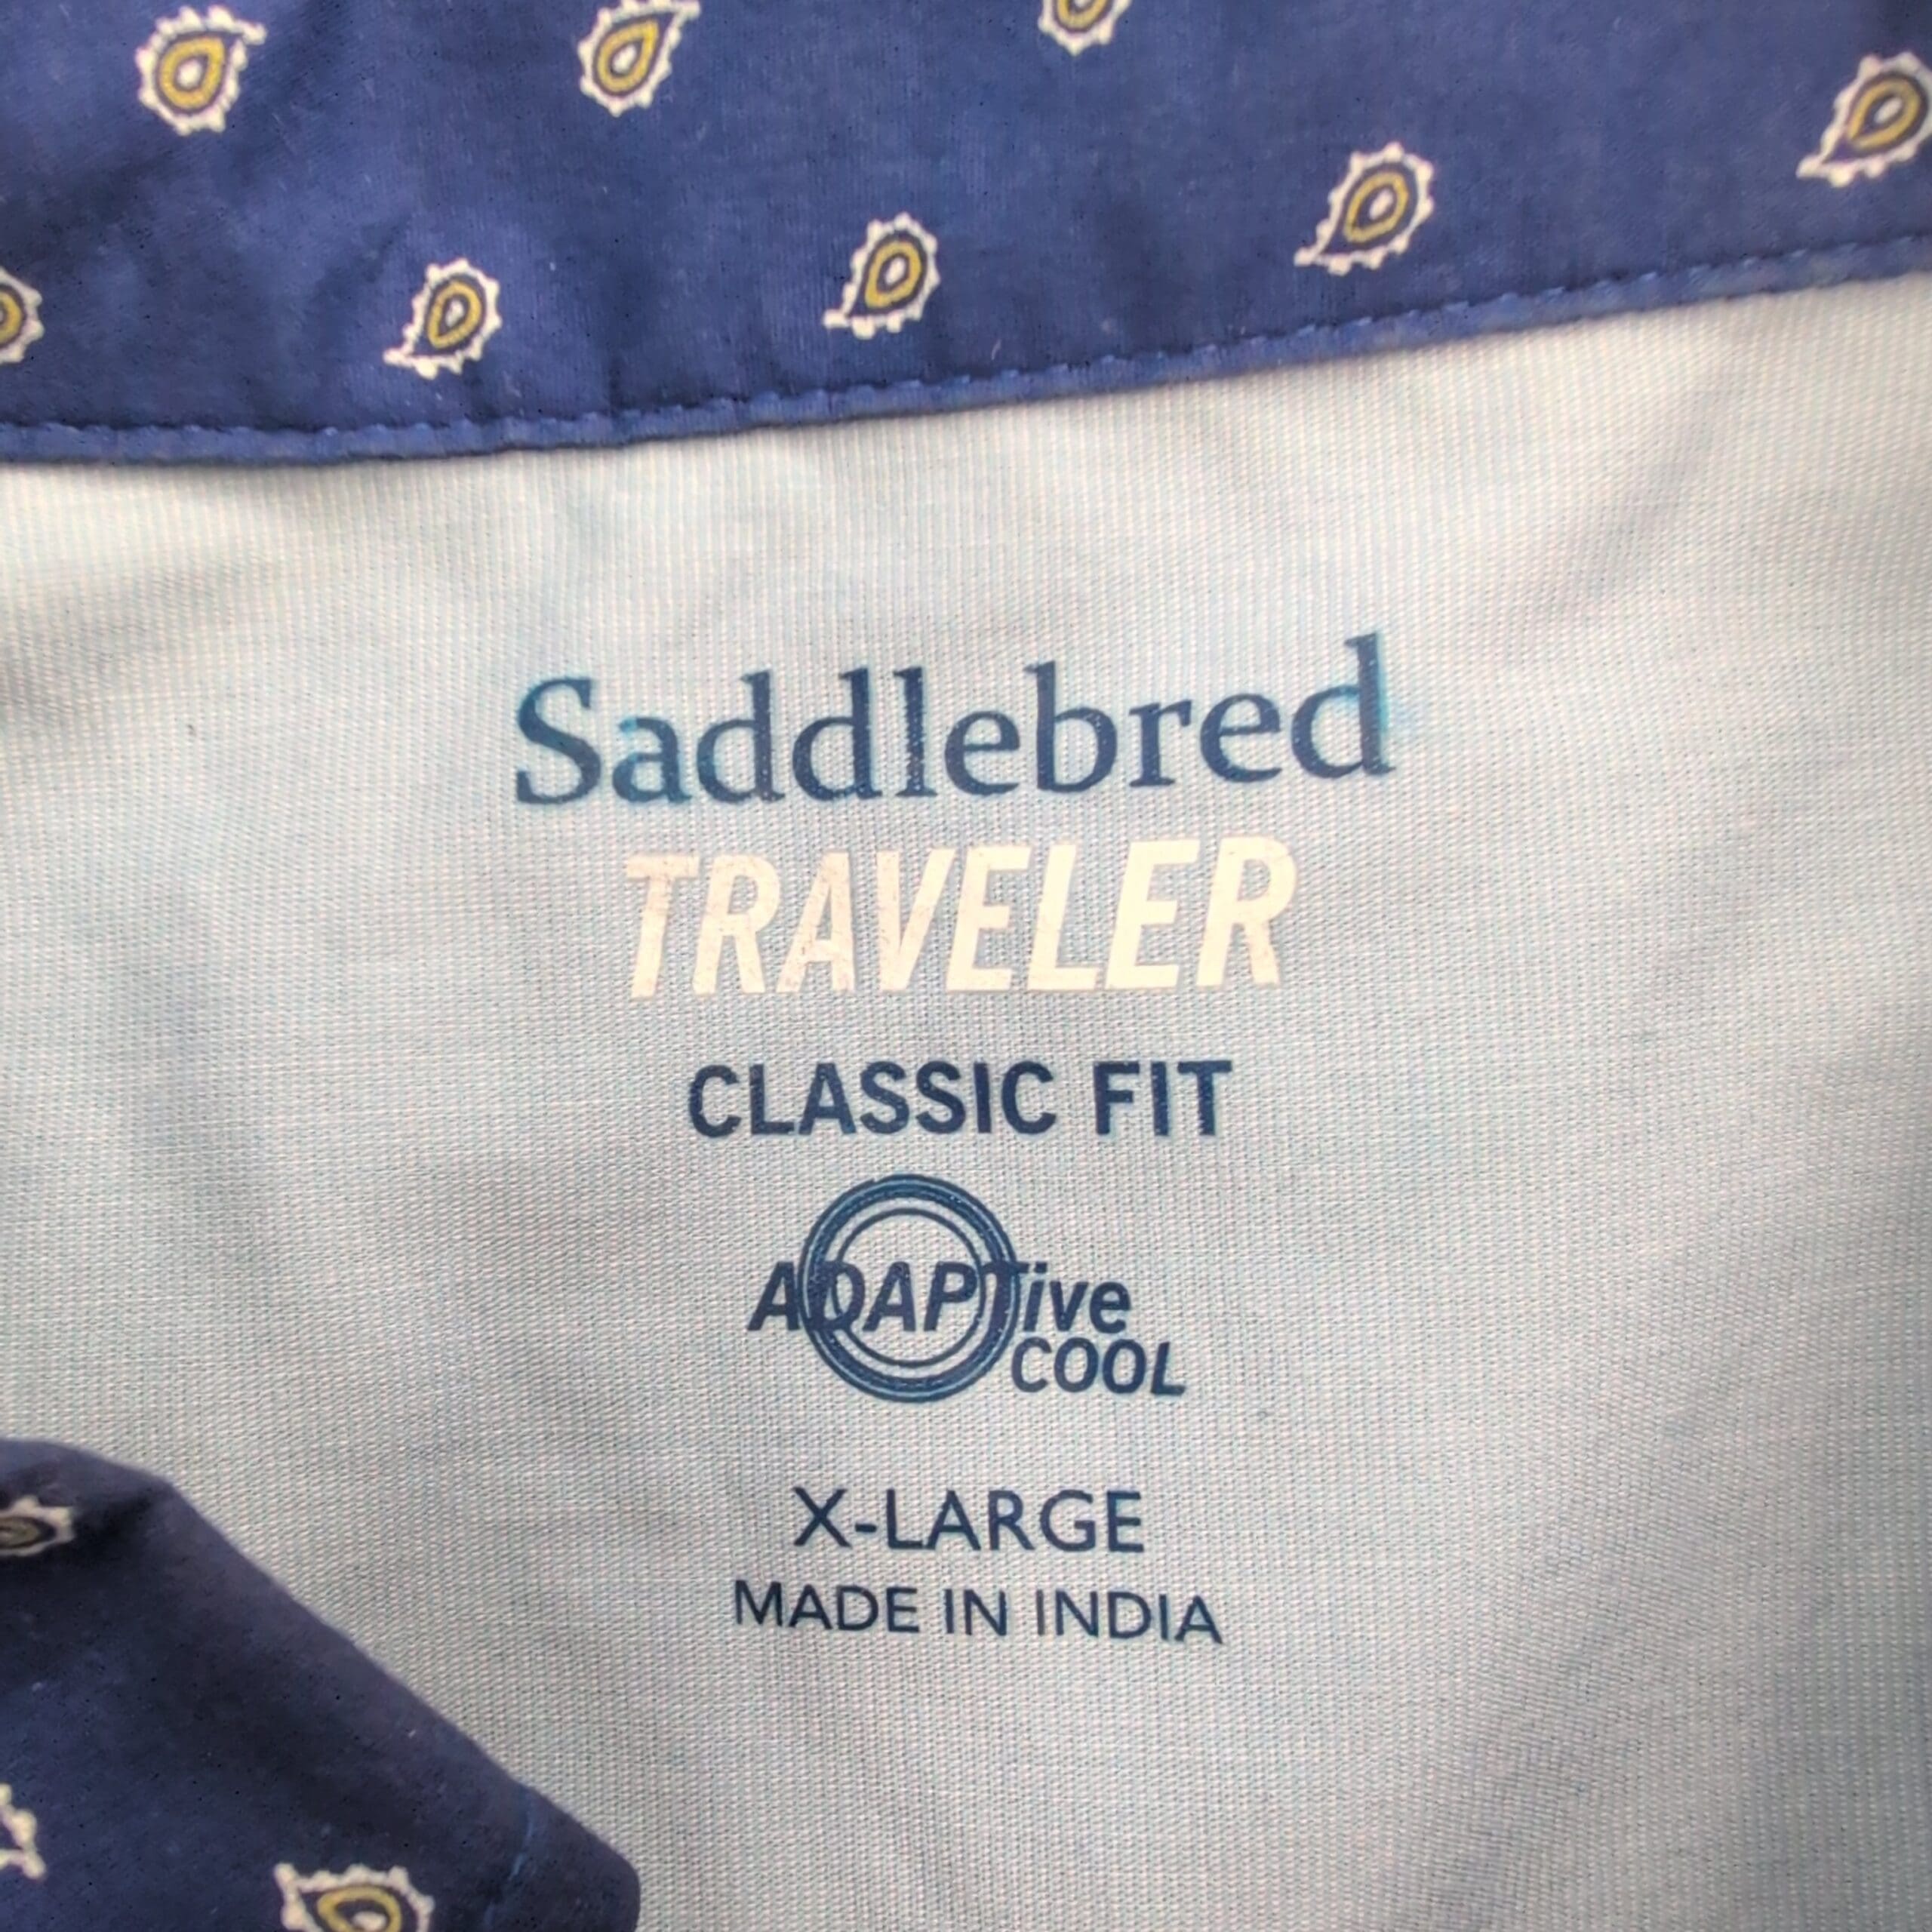 Saddlebred
TRAVELER
CLASSIC FIT
ADAPTive
COOL
X-LARGE
MADE IN INDIA